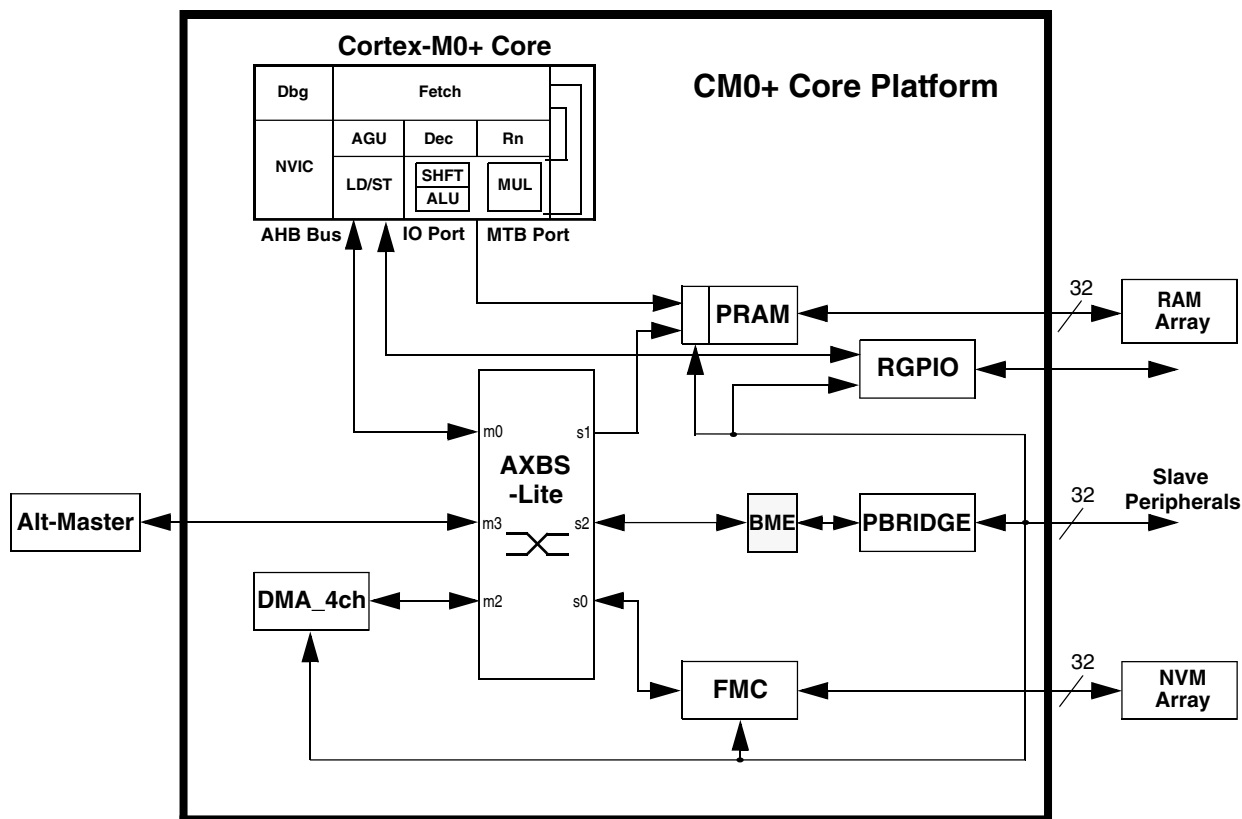 Cortex-M0+ Core
CM0+ Core Platform
Dbg
Fetch
AGU
Dec
Rn
NVIC
LD/ST
SHFT
ALU
MUL
AHB Bus
IO Port
MTB Port
PRAM
32
RAM
Array
RGPIO
m0
s1
AXBS
-Lite
Alt-Master
m3
s2
BME
PBRIDGE
32
Slave
Peripherals
DMA_4ch
m2
s0
FMC
32
NVM
Array